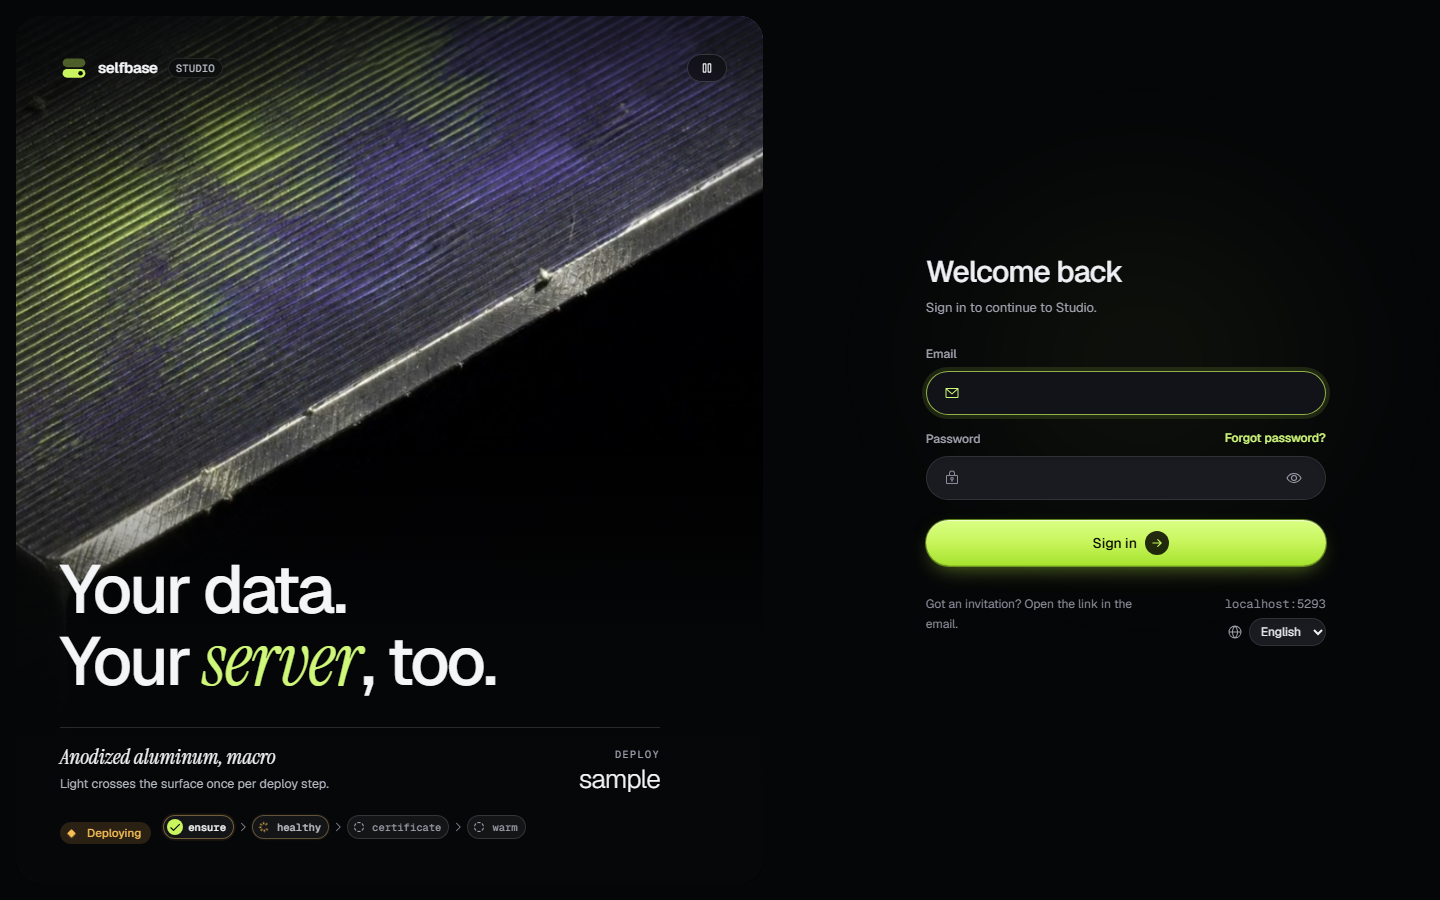 selfbase STUDIO
Your data.
Your server, too.
Anodized aluminum, macro
Light crosses the surface once per deploy step.
DEPLOY
sample
Deploying
ensure
healthy
certificate
warm
Welcome back
Sign in to continue to Studio.
Email
Password
Forgot password?
Sign in
Got an invitation? Open the link in the
email.
localhost:5293
English